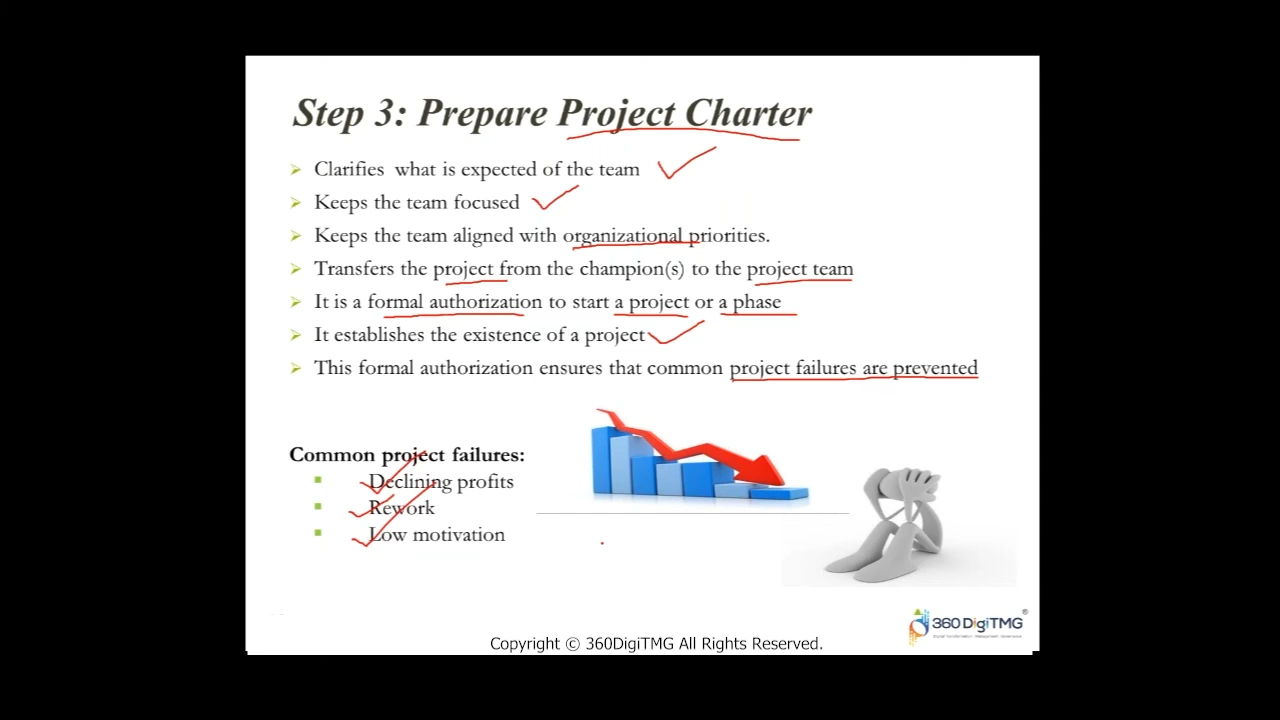 Step 3: Prepare Project Charter
Clarifies what is expected of the team
Keeps the team focused
Keeps the team aligned with organizational priorities.
Transfers the project from the champion(s) to the project team
It is a formal authorization to start a project or a phase
It establishes the existence of a project
This formal authorization ensures that common project failures are prevented
Common project failures:
Declining profits
Rework
Low motivation
360DigiTMG®
Copyright © 360DigiTMG All Rights Reserved.